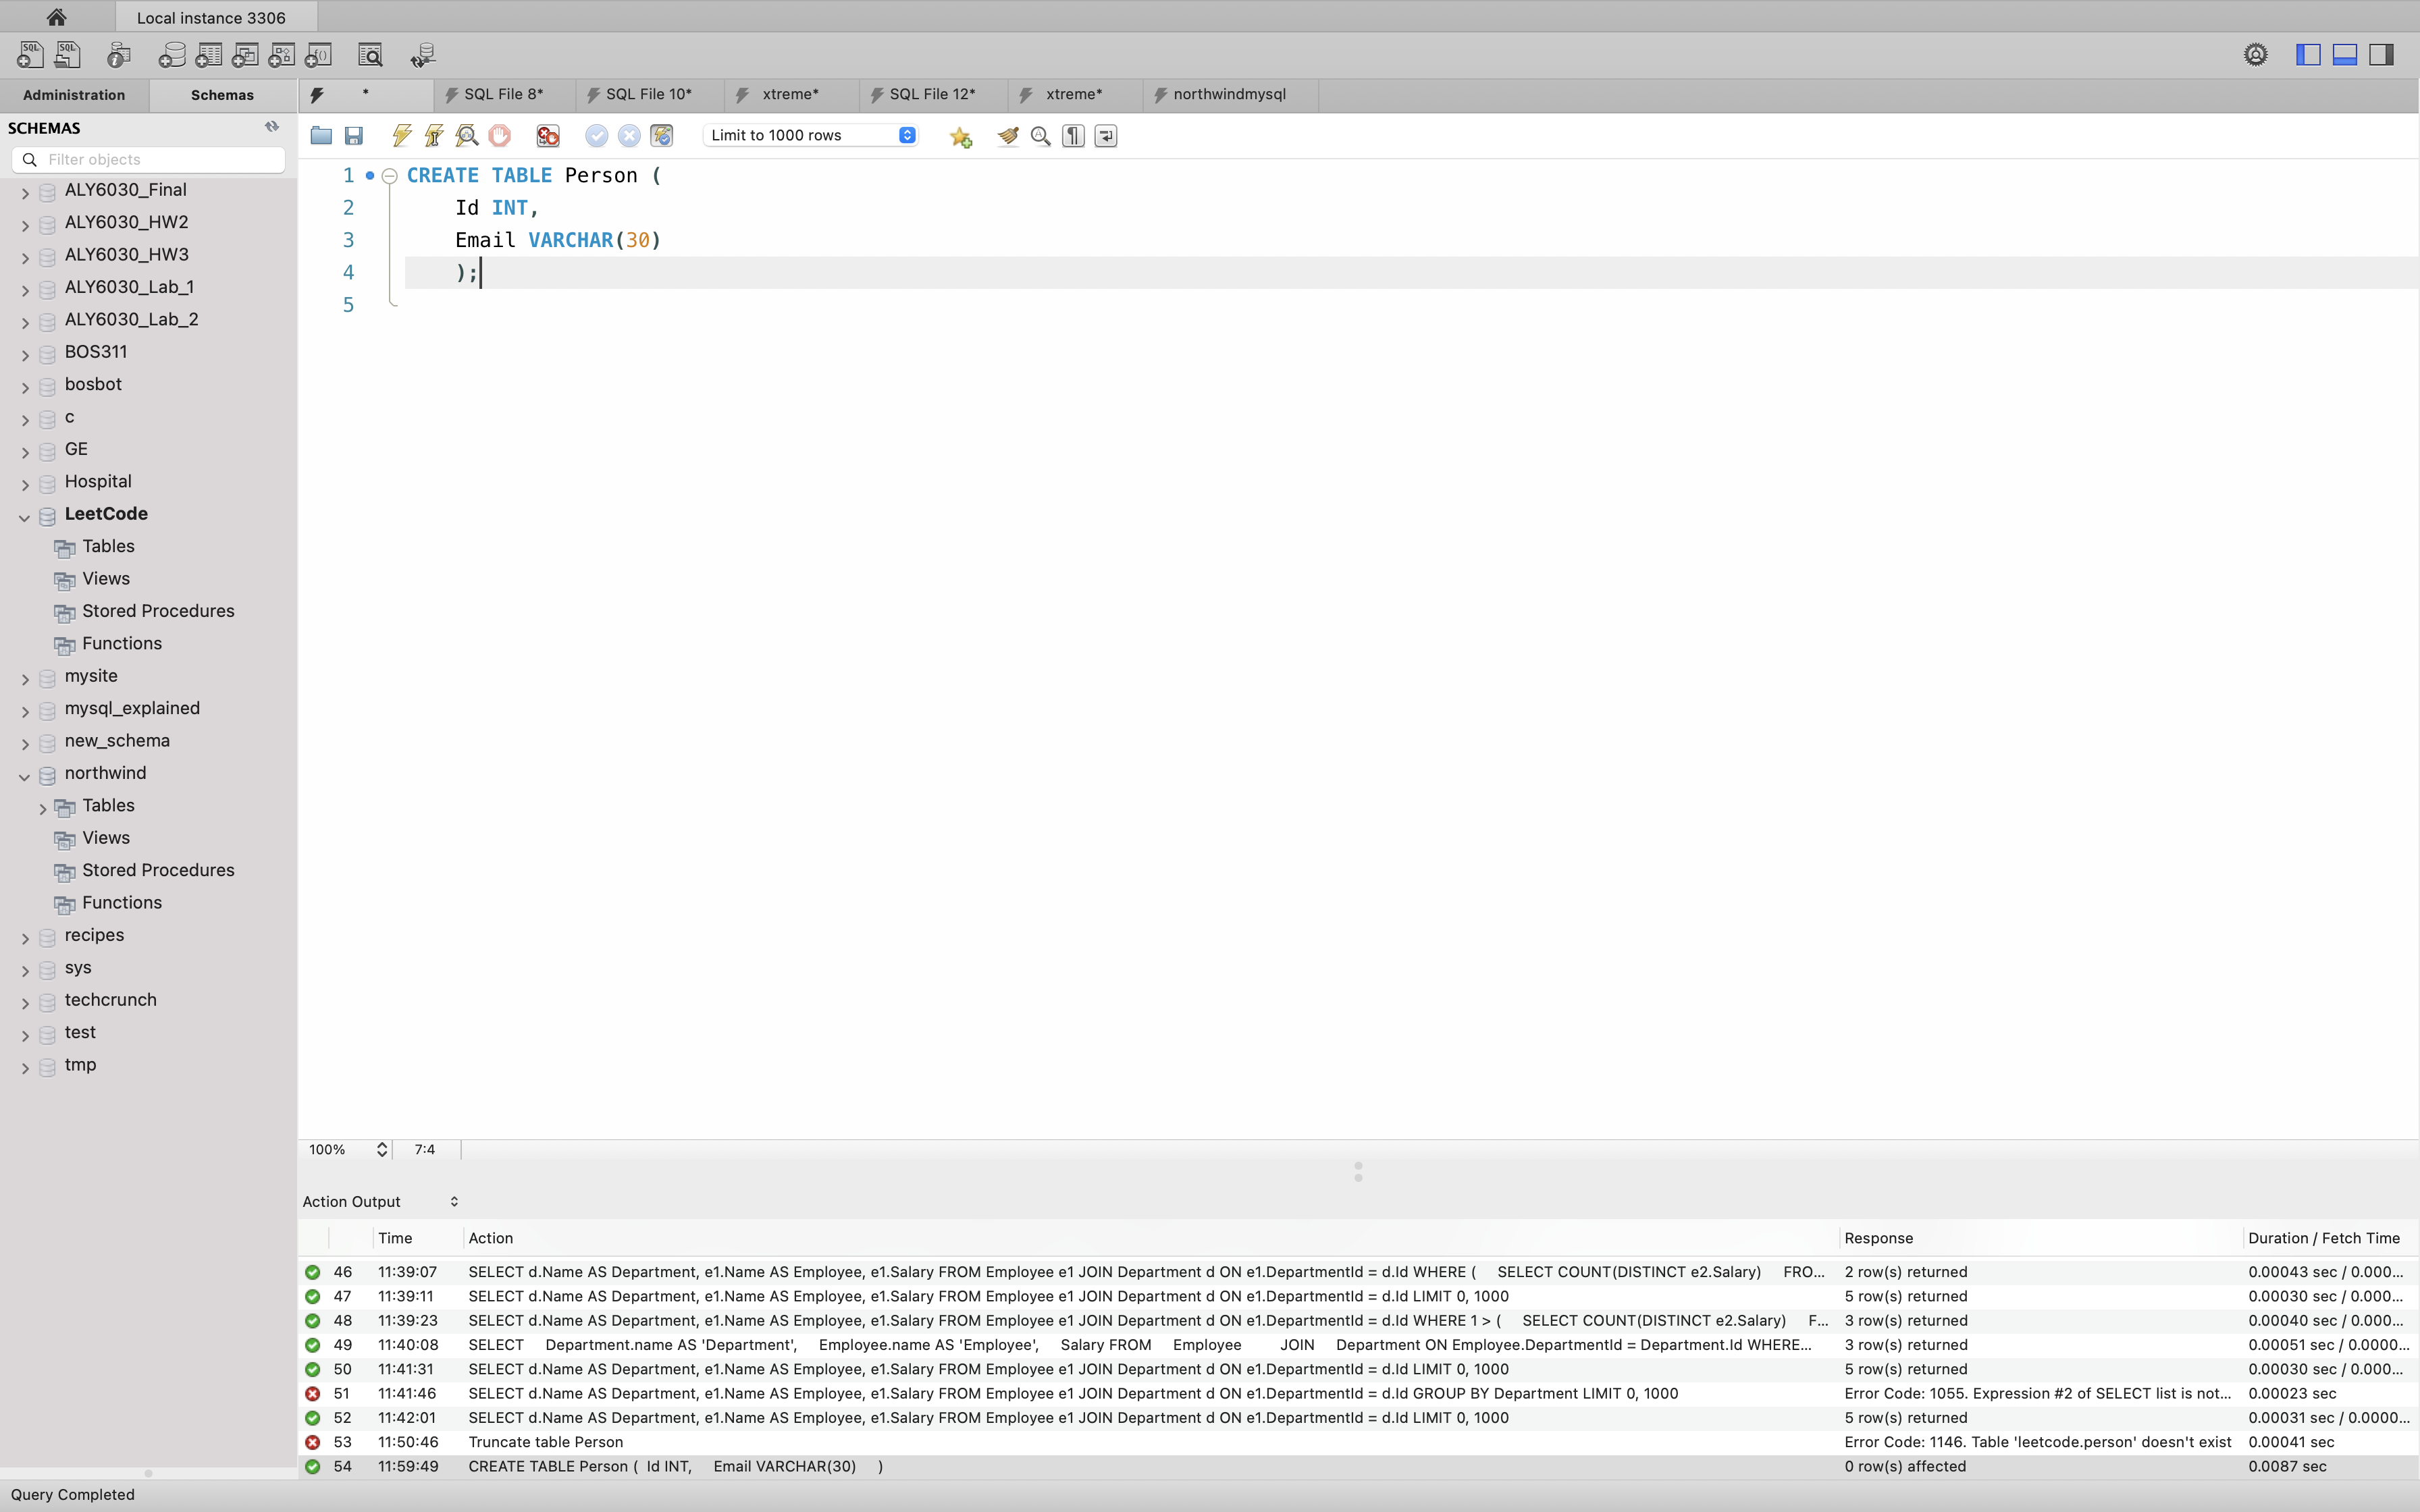 Local instance 3306
SQL SQL
Administration Schemas * SQL File 8* SQL File 10* xtreme* SQL File 12* xtreme* northwindmysql
SCHEMAS
Filter objects
Limit to 1000 rows
ALY6030_Final
ALY6030_HW2
ALY6030_HW3
ALY6030_Lab_1
ALY6030_Lab_2
BOS311
bosbot
c
GE
Hospital
LeetCode
Tables
Views
Stored Procedures
Functions
mysite
mysql_explained
new_schema
northwind
Tables
Views
Stored Procedures
Functions
recipes
sys
techcrunch
test
tmp
1 CREATE TABLE Person (
2 Id INT,
3 Email VARCHAR(30)
4 );
5
100% 7:4
Action Output
Time Action Response Duration / Fetch Time
46 11:39:07 SELECT d.Name AS Department, e1.Name AS Employee, e1.Salary FROM Employee e1 JOIN Department d ON e1.DepartmentId = d.Id WHERE ( SELECT COUNT(DISTINCT e2.Salary) FRO... 2 row(s) returned 0.00043 sec / 0.000...
47 11:39:11 SELECT d.Name AS Department, e1.Name AS Employee, e1.Salary FROM Employee e1 JOIN Department d ON e1.DepartmentId = d.Id LIMIT 0, 1000 5 row(s) returned 0.00030 sec / 0.000...
48 11:39:23 SELECT d.Name AS Department, e1.Name AS Employee, e1.Salary FROM Employee e1 JOIN Department d ON e1.DepartmentId = d.Id WHERE 1 > ( SELECT COUNT(DISTINCT e2.Salary) F... 3 row(s) returned 0.00040 sec / 0.000...
49 11:40:08 SELECT Department.name AS 'Department', Employee.name AS 'Employee', Salary FROM Employee JOIN Department ON Employee.DepartmentId = Department.Id WHERE... 3 row(s) returned 0.00051 sec / 0.0000...
50 11:41:31 SELECT d.Name AS Department, e1.Name AS Employee, e1.Salary FROM Employee e1 JOIN Department d ON e1.DepartmentId = d.Id LIMIT 0, 1000 5 row(s) returned 0.00030 sec / 0.000...
51 11:41:46 SELECT d.Name AS Department, e1.Name AS Employee, e1.Salary FROM Employee e1 JOIN Department d ON e1.DepartmentId = d.Id GROUP BY Department LIMIT 0, 1000 Error Code: 1055. Expression #2 of SELECT list is not... 0.00023 sec
52 11:42:01 SELECT d.Name AS Department, e1.Name AS Employee, e1.Salary FROM Employee e1 JOIN Department d ON e1.DepartmentId = d.Id LIMIT 0, 1000 5 row(s) returned 0.00031 sec / 0.0000...
53 11:50:46 Truncate table Person Error Code: 1146. Table 'leetcode.person' doesn't exist 0.00041 sec
54 11:59:49 CREATE TABLE Person ( Id INT, Email VARCHAR(30) ) 0 row(s) affected 0.0087 sec
Query Completed